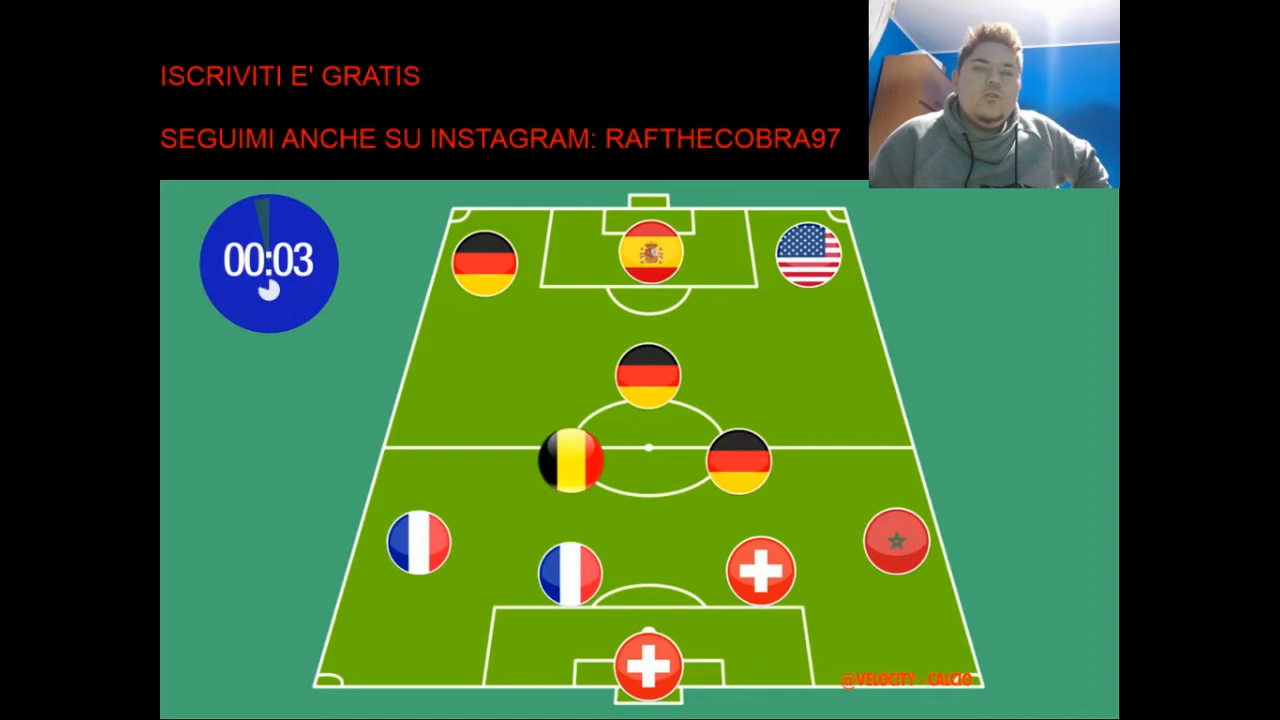 ISCRIVITI E' GRATIS
SEGUIMI ANCHE SU INSTAGRAM: RAFTHECOBRA97
00:03
@VELOCITY - CALCIO